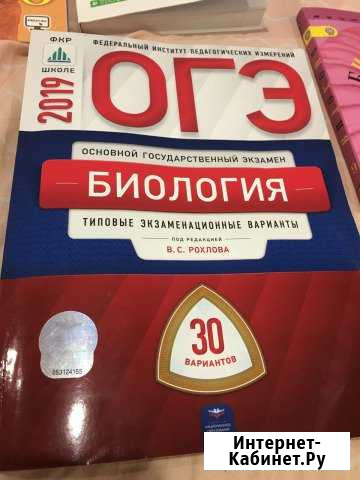 ФКР
ШКОЛЕ
2019
ФЕДЕРАЛЬНЫЙ ИНСТИТУТ ПЕДАГОГИЧЕСКИХ ИЗМЕРЕНИЙ
ОГЭ
ОСНОВНОЙ ГОСУДАРСТВЕННЫЙ ЭКЗАМЕН
БИОЛОГИЯ
ТИПОВЫЕ ЭКЗАМЕНАЦИОННЫЕ ВАРИАНТЫ
ПОД РЕДАКЦИЕЙ
В.С. РОХЛОВА
30
ВАРИАНТОВ
Интернет-
Кабинет.Ру